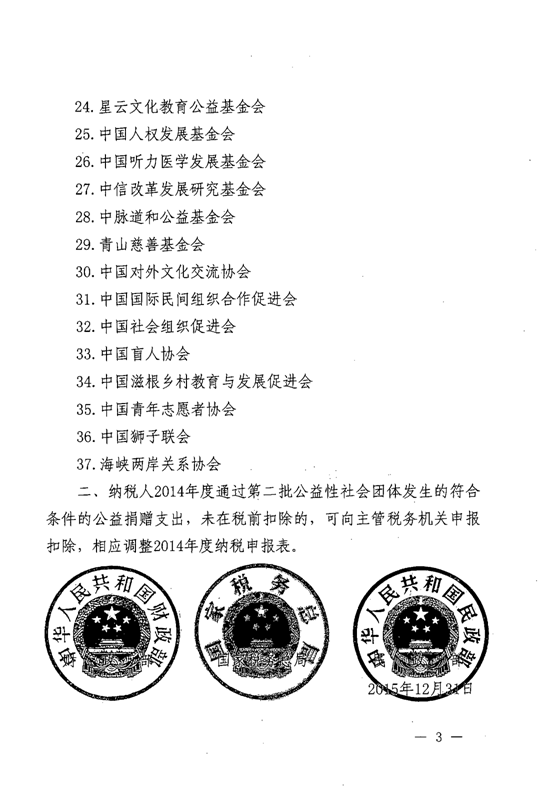 24.星云文化教育公益基金会
25.中国人权发展基金会
26.中国听力医学发展基金会
27.中信改革发展研究基金会
28.中脉道和公益基金会
29.青山慈善基金会
30.中国对外文化交流协会
31.中国国际民间组织合作促进会
32.中国社会组织促进会
33.中国盲人协会
34.中国滋根乡村教育与发展促进会
35.中国青年志愿者协会
36.中国狮子联会
37.海峡两岸关系协会
二、纳税人2014年度通过第二批公益性社会团体发生的符合
条件的公益捐赠支出，未在税前扣除的，可向主管税务机关申报
扣除，相应调整2014年度纳税申报表。
中华人民共和国财政部
国家税务总局
中华人民共和国民政部
2015年12月31日
— 3 —